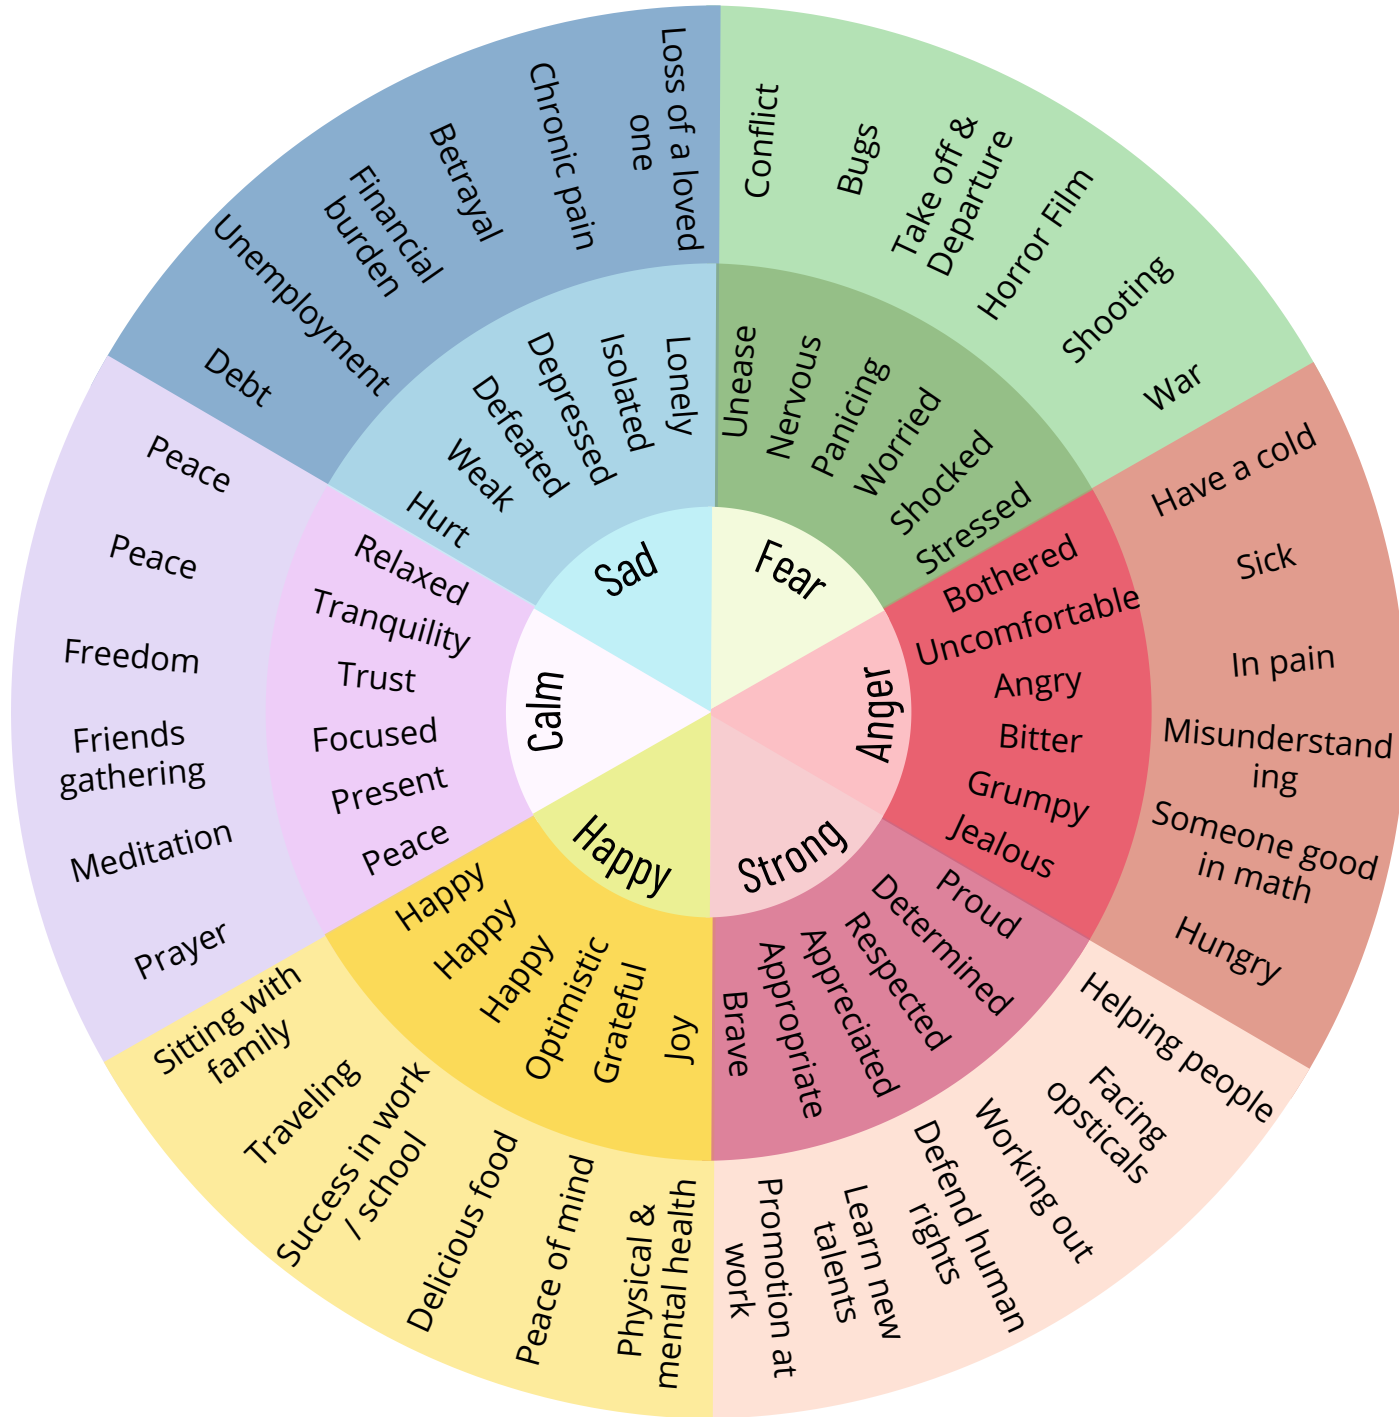 Sad
Fear
Anger
Strong
Happy
Calm
Lonely
Isolated
Depressed
Defeated
Weak
Hurt
Unease
Nervous
Panicing
Worried
Shocked
Stressed
Bothered
Uncomfortable
Angry
Bitter
Grumpy
Jealous
Proud
Determined
Respected
Appreciated
Appropriate
Brave
Joy
Grateful
Optimistic
Happy
Happy
Happy
Peace
Present
Focused
Trust
Tranquility
Relaxed
Loss of a loved
one
Chronic pain
Betrayal
Financial
burden
Unemployment
Debt
Conflict
Bugs
Take off &
Departure
Horror Film
Shooting
War
Have a cold
Sick
In pain
Misunderstand
ing
Someone good
in math
Hungry
Helping people
Facing
opsticals
Working out
Defend human
rights
Learn new
talents
Promotion at
work
Physical &
mental health
Peace of mind
Delicious food
Success in work
/ school
Traveling
Sitting with
family
Prayer
Meditation
Friends
gathering
Freedom
Peace
Peace